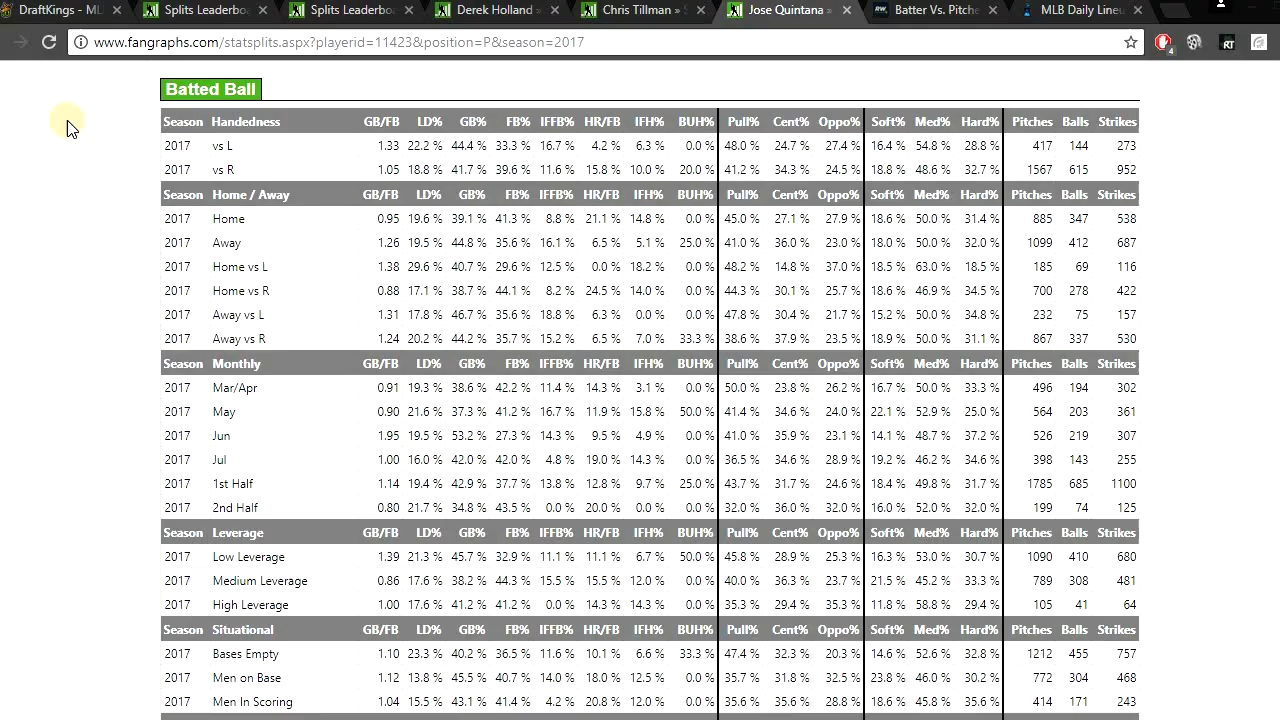 DraftKings - ML
Splits Leaderbo
Splits Leaderbo
Derek Holland »
Chris Tillman » S
Jose Quintana »
Batter Vs. Pitche
MLB Daily Lineu
www.fangraphs.com/statsplits.aspx?playerid=11423&position=P&season=2017
4
RT
Batted Ball
Season Handedness GB/FB LD% GB% FB% IFFB% HR/FB IFH% BUH% Pull% Cent% Oppo% Soft% Med% Hard% Pitches Balls Strikes
2017 vs L 1.33 22.2 % 44.4 % 33.3 % 16.7 % 4.2 % 6.3 % 0.0 % 48.0 % 24.7 % 27.4 % 16.4 % 54.8 % 28.8 % 417 144 273
2017 vs R 1.05 18.8 % 41.7 % 39.6 % 11.6 % 15.8 % 10.0 % 20.0 % 41.2 % 34.3 % 24.5 % 18.8 % 48.6 % 32.7 % 1567 615 952
Season Home / Away GB/FB LD% GB% FB% IFFB% HR/FB IFH% BUH% Pull% Cent% Oppo% Soft% Med% Hard% Pitches Balls Strikes
2017 Home 0.95 19.6 % 39.1 % 41.3 % 8.8 % 21.1 % 14.8 % 0.0 % 45.0 % 27.1 % 27.9 % 18.6 % 50.0 % 31.4 % 885 347 538
2017 Away 1.26 19.5 % 44.8 % 35.6 % 16.1 % 6.5 % 5.1 % 25.0 % 41.0 % 36.0 % 23.0 % 18.0 % 50.0 % 32.0 % 1099 412 687
2017 Home vs L 1.38 29.6 % 40.7 % 29.6 % 12.5 % 0.0 % 18.2 % 0.0 % 48.2 % 14.8 % 37.0 % 18.5 % 63.0 % 18.5 % 185 69 116
2017 Home vs R 0.88 17.1 % 38.7 % 44.1 % 8.2 % 24.5 % 14.0 % 0.0 % 44.3 % 30.1 % 25.7 % 18.6 % 46.9 % 34.5 % 700 278 422
2017 Away vs L 1.31 17.8 % 46.7 % 35.6 % 18.8 % 6.3 % 0.0 % 0.0 % 47.8 % 30.4 % 21.7 % 15.2 % 50.0 % 34.8 % 232 75 157
2017 Away vs R 1.24 20.2 % 44.2 % 35.7 % 15.2 % 6.5 % 7.0 % 33.3 % 38.6 % 37.9 % 23.5 % 18.9 % 50.0 % 31.1 % 867 337 530
Season Monthly GB/FB LD% GB% FB% IFFB% HR/FB IFH% BUH% Pull% Cent% Oppo% Soft% Med% Hard% Pitches Balls Strikes
2017 Mar/Apr 0.91 19.3 % 38.6 % 42.2 % 11.4 % 14.3 % 3.1 % 0.0 % 50.0 % 23.8 % 26.2 % 16.7 % 50.0 % 33.3 % 496 194 302
2017 May 0.90 21.6 % 37.3 % 41.2 % 16.7 % 11.9 % 15.8 % 50.0 % 41.4 % 34.6 % 24.0 % 22.1 % 52.9 % 25.0 % 564 203 361
2017 Jun 1.95 19.5 % 53.2 % 27.3 % 14.3 % 9.5 % 4.9 % 0.0 % 41.0 % 35.9 % 23.1 % 14.1 % 48.7 % 37.2 % 526 219 307
2017 Jul 1.00 16.0 % 42.0 % 42.0 % 4.8 % 19.0 % 14.3 % 0.0 % 36.5 % 34.6 % 28.9 % 19.2 % 46.2 % 34.6 % 398 143 255
2017 1st Half 1.14 19.4 % 42.9 % 37.7 % 13.8 % 12.8 % 9.7 % 25.0 % 43.7 % 31.7 % 24.6 % 18.4 % 49.8 % 31.7 % 1785 685 1100
2017 2nd Half 0.80 21.7 % 34.8 % 43.5 % 0.0 % 20.0 % 0.0 % 0.0 % 32.0 % 36.0 % 32.0 % 16.0 % 52.0 % 32.0 % 199 74 125
Season Leverage GB/FB LD% GB% FB% IFFB% HR/FB IFH% BUH% Pull% Cent% Oppo% Soft% Med% Hard% Pitches Balls Strikes
2017 Low Leverage 1.39 21.3 % 45.7 % 32.9 % 11.1 % 11.1 % 6.7 % 50.0 % 45.8 % 28.9 % 25.3 % 16.3 % 53.0 % 30.7 % 1090 410 680
2017 Medium Leverage 0.86 17.6 % 38.2 % 44.3 % 15.5 % 15.5 % 12.0 % 0.0 % 40.0 % 36.3 % 23.7 % 21.5 % 45.2 % 33.3 % 789 308 481
2017 High Leverage 1.00 17.6 % 41.2 % 41.2 % 0.0 % 14.3 % 14.3 % 0.0 % 35.3 % 29.4 % 35.3 % 11.8 % 58.8 % 29.4 % 105 41 64
Season Situational GB/FB LD% GB% FB% IFFB% HR/FB IFH% BUH% Pull% Cent% Oppo% Soft% Med% Hard% Pitches Balls Strikes
2017 Bases Empty 1.10 23.3 % 40.2 % 36.5 % 11.6 % 10.1 % 6.6 % 33.3 % 47.4 % 32.3 % 20.3 % 14.6 % 52.6 % 32.8 % 1212 455 757
2017 Men on Base 1.12 13.8 % 45.5 % 40.7 % 14.0 % 18.0 % 12.5 % 0.0 % 35.7 % 31.8 % 32.5 % 23.8 % 46.0 % 30.2 % 772 304 468
2017 Men In Scoring 1.04 15.5 % 43.1 % 41.4 % 4.2 % 20.8 % 12.0 % 0.0 % 35.6 % 35.6 % 28.8 % 18.6 % 45.8 % 35.6 % 414 171 243